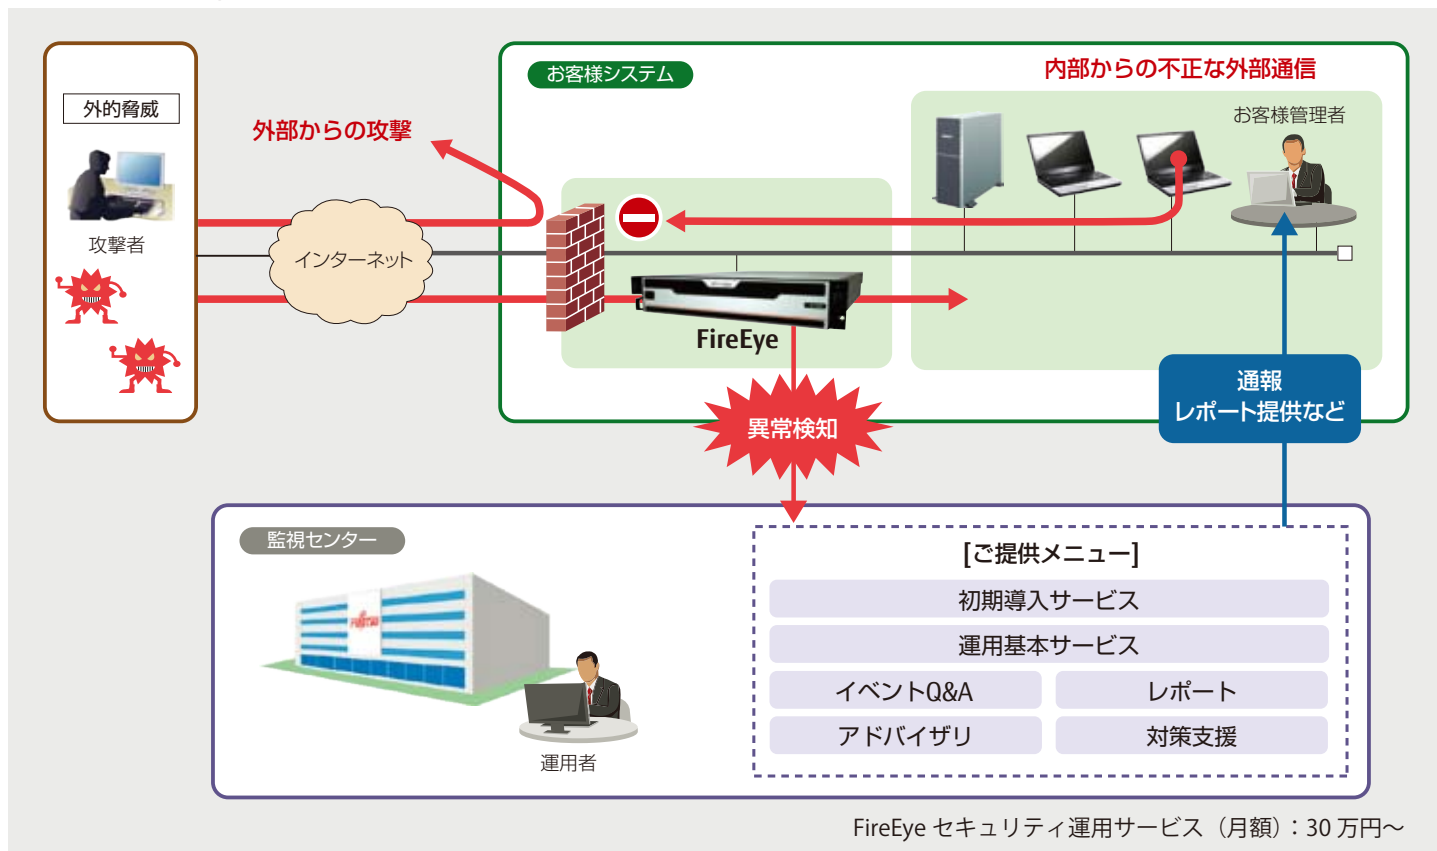 お客様システム
内部からの不正な外部通信
外的脅威
外部からの攻撃
お客様管理者
攻撃者
インターネット
FireEye
通報
レポート提供など
異常検知
監視センター
[ご提供メニュー]
初期導入サービス
運用基本サービス
イベントQ&A
レポート
アドバイザリ
対策支援
FUJITSU
運用者
FireEye セキュリティ運用サービス（月額）：30 万円〜